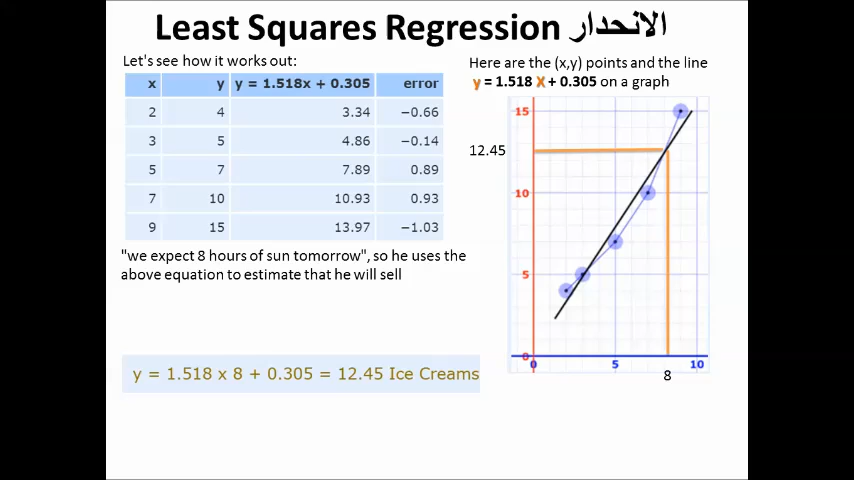 Least Squares Regression الانحدار
Let's see how it works out:
x y y = 1.518x + 0.305 error
2 4 3.34 −0.66
3 5 4.86 −0.14
5 7 7.89 0.89
7 10 10.93 0.93
9 15 13.97 −1.03
"we expect 8 hours of sun tomorrow", so he uses the
above equation to estimate that he will sell
y = 1.518 x 8 + 0.305 = 12.45 Ice Creams
Here are the (x,y) points and the line
y = 1.518 X + 0.305 on a graph
15
12.45
10
5
0
0 5 10
8